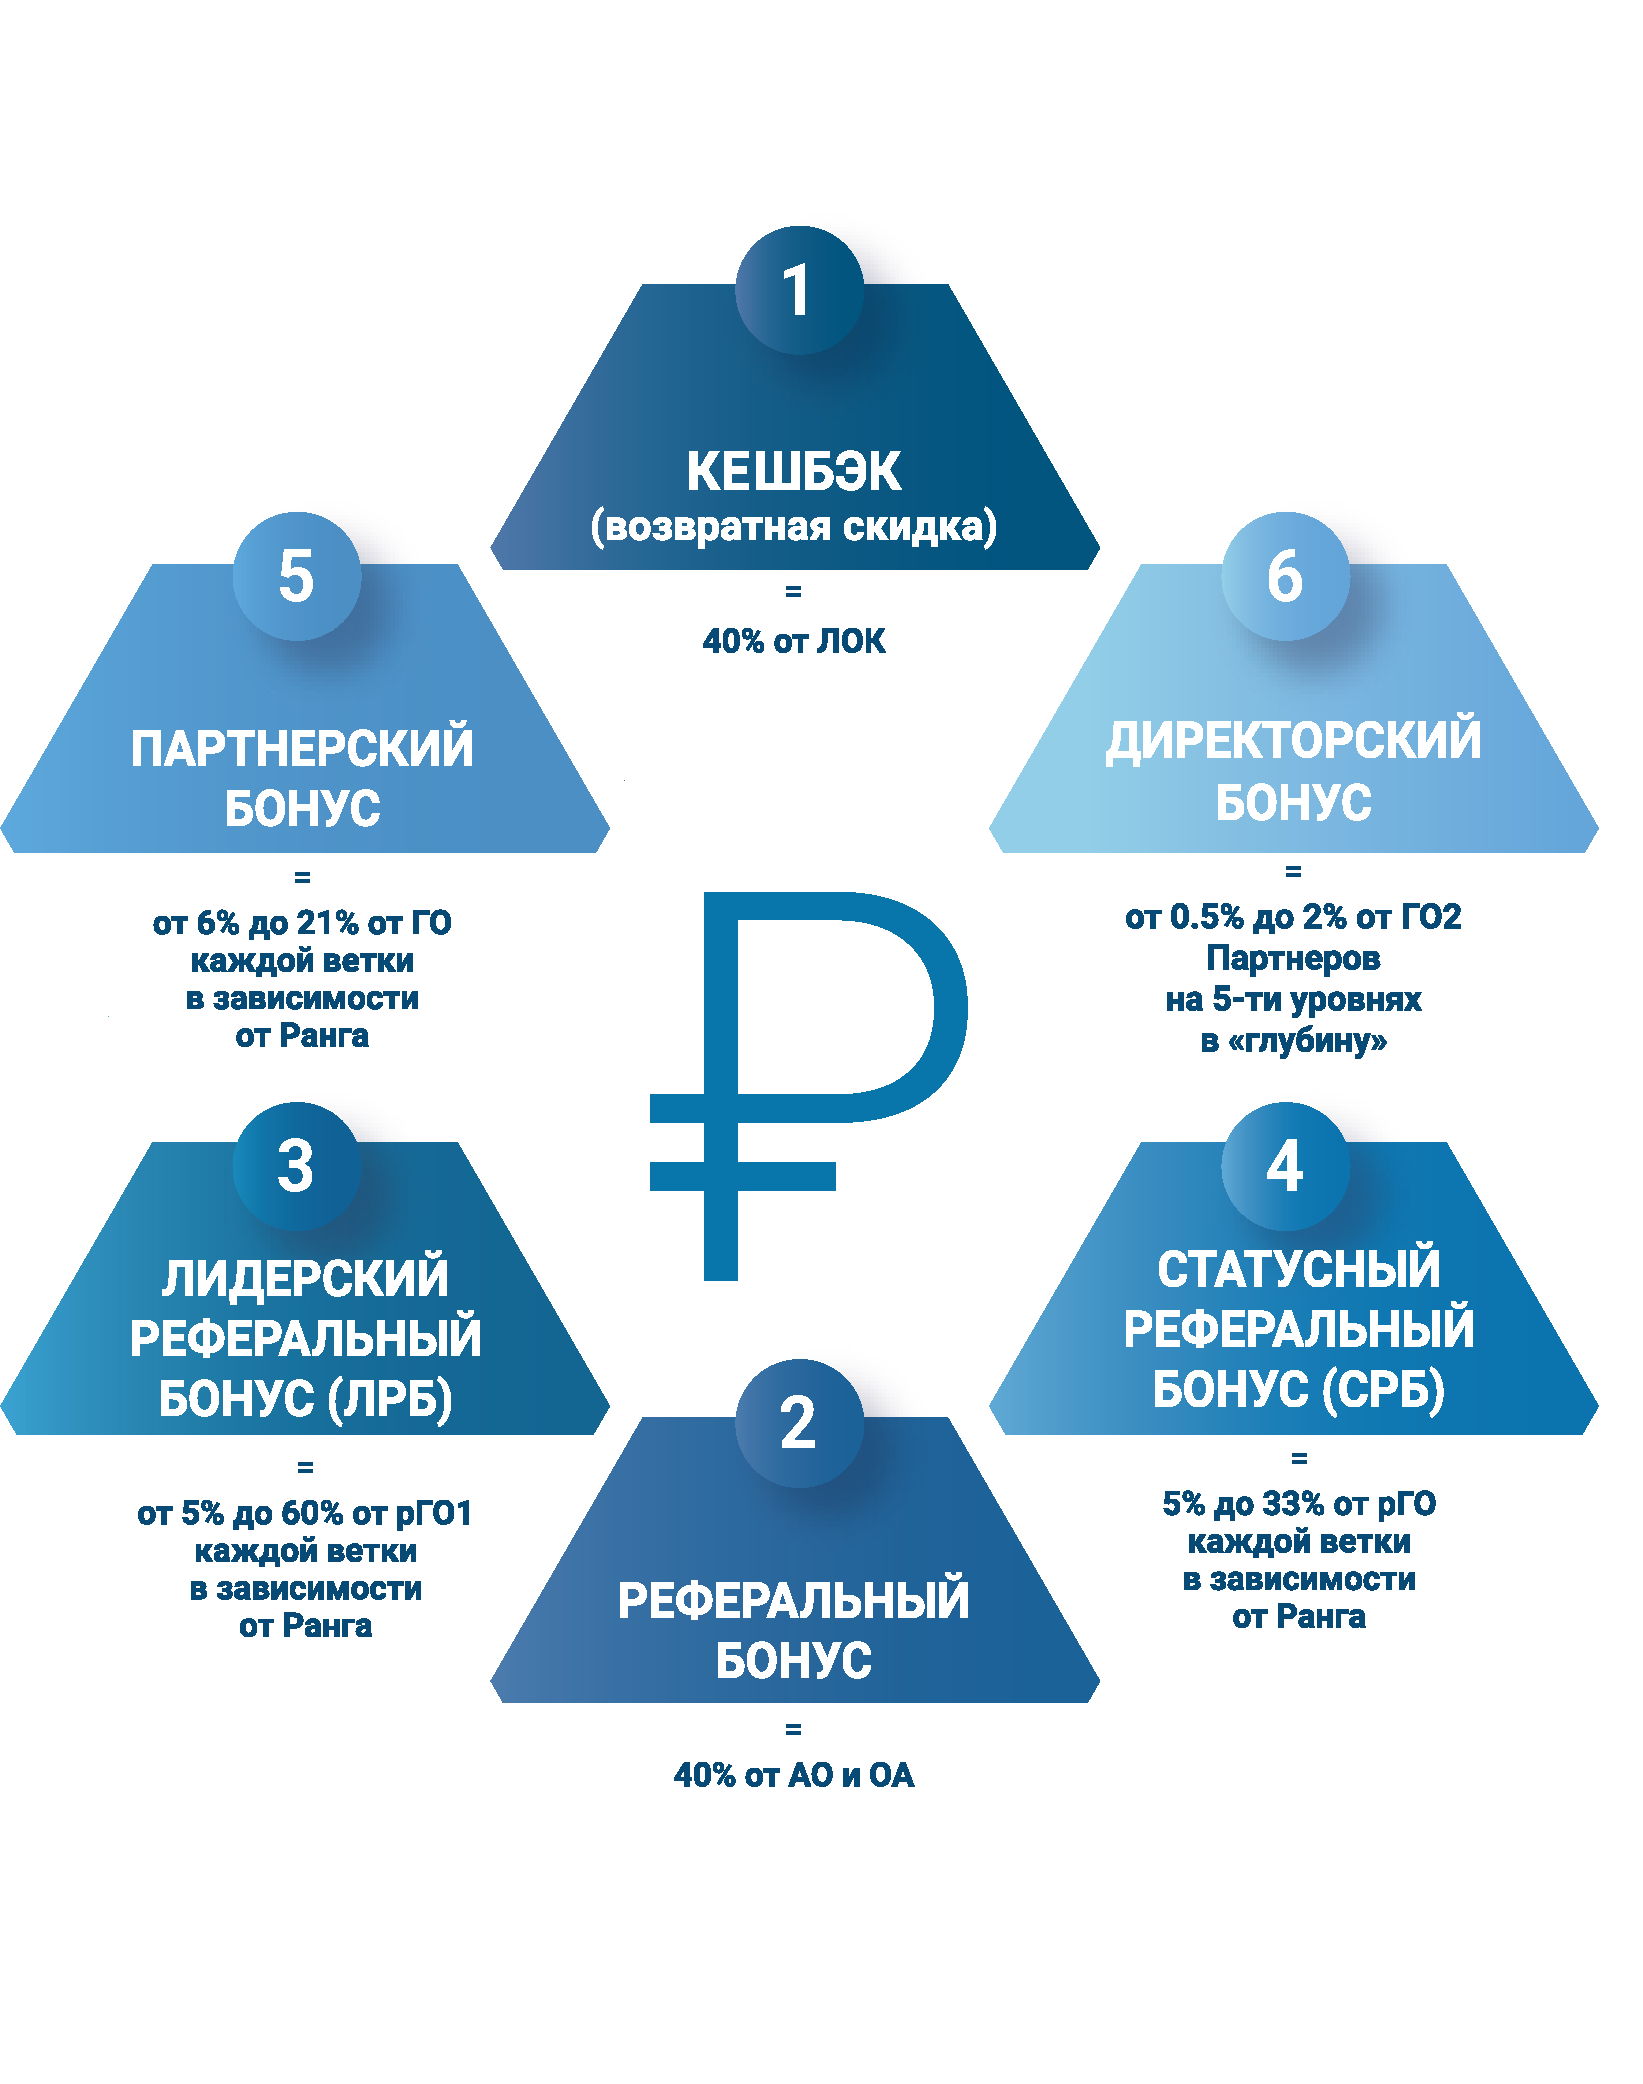 1
КЕШБЭК
(возвратная скидка)
=
40% от ЛОК
5
ПАРТНЕРСКИЙ
БОНУС
=
от 6% до 21% от ГО
каждой ветки
в зависимости
от Ранга
6
ДИРЕКТОРСКИЙ
БОНУС
=
от 0.5% до 2% от ГО2
Партнеров
на 5-ти уровнях
в «глубину»
₽
3
ЛИДЕРСКИЙ
РЕФЕРАЛЬНЫЙ
БОНУС (ЛРБ)
=
от 5% до 60% от рГО1
каждой ветки
в зависимости
от Ранга
4
СТАТУСНЫЙ
РЕФЕРАЛЬНЫЙ
БОНУС (СРБ)
=
5% до 33% от рГО
каждой ветки
в зависимости
от Ранга
2
РЕФЕРАЛЬНЫЙ
БОНУС
=
40% от АО и ОА